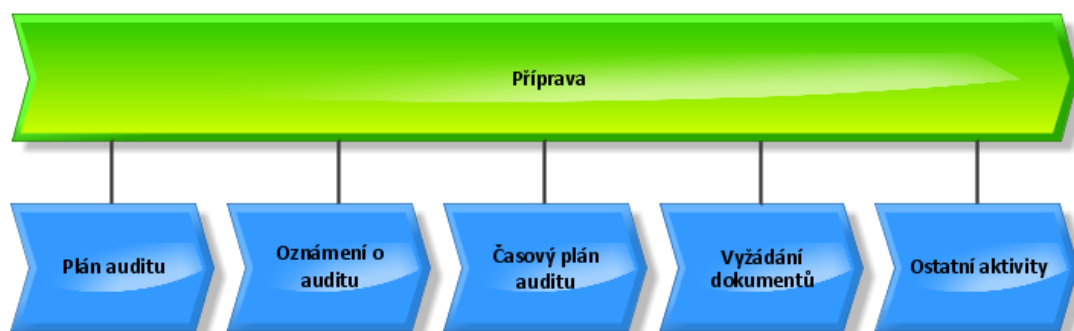 Příprava
Plán auditu
Oznámení o
auditu
Časový plán
auditu
Vyžádání
dokumentů
Ostatní aktivity